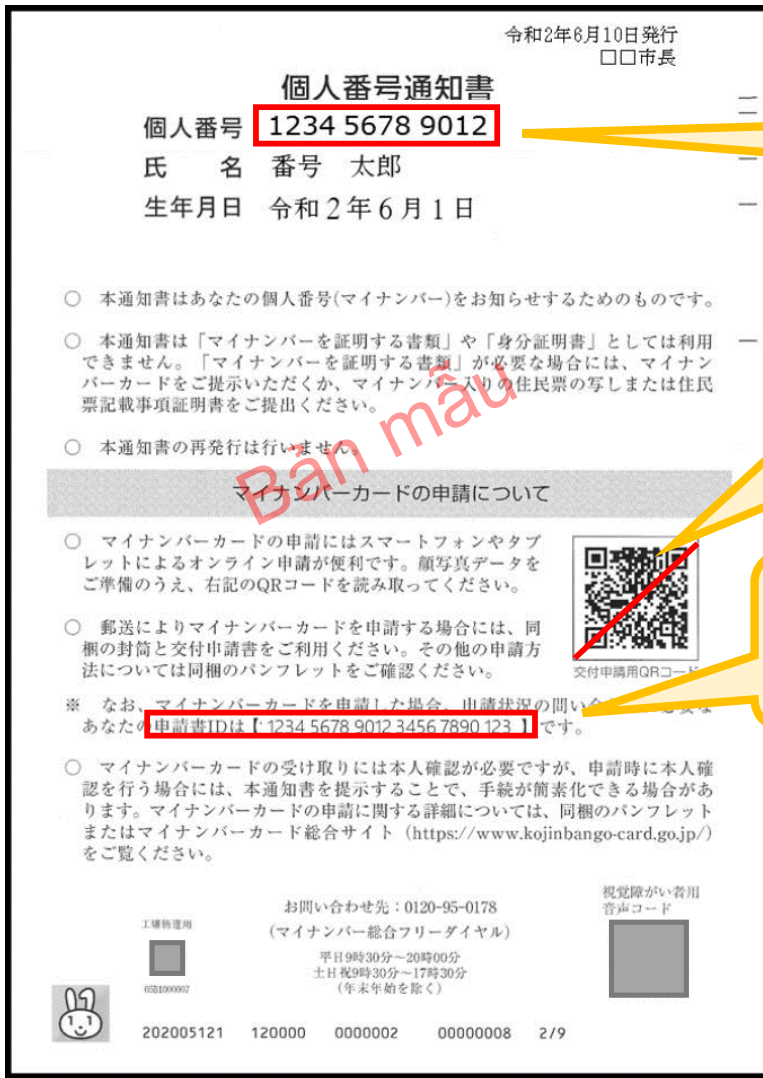 令和2年6月10日発行
□□市長
個人番号通知書
個人番号 1234 5678 9012
氏 名 番号 太郎
生年月日 令和2年6月1日
○ 本通知書はあなたの個人番号(マイナンバー)をお知らせするためのものです。
○ 本通知書は「マイナンバーを証明する書類」や「身分証明書」としては利用
できません。「マイナンバーを証明する書類」が必要な場合には、マイナン
バーカードをご提示いただくか、マイナンバー入りの住民票の写しまたは住民
票記載事項証明書をご提出ください。
○ 本通知書の再発行は行いません。
Bản mẫu
マイナンバーカードの申請について
○ マイナンバーカードの申請にはスマートフォンやタブ
レットによるオンライン申請が便利です。顔写真データを
ご準備のうえ、右記のQRコードを読み取ってください。
○ 郵送によりマイナンバーカードを申請する場合には、同
梱の封筒と交付申請書をご利用ください。その他の申請方
法については同梱のパンフレットをご確認ください。
交付申請用QRコード
※ なお、マイナンバーカードを申請した場合、申請状況の問い合
あなたの申請書IDは【 1234 5678 9012 3456 7890 123 】です。
○ マイナンバーカードの受け取りには本人確認が必要ですが、申請時に本人確
認を行う場合には、本通知書を提示することで、手続が簡素化できる場合があ
ります。マイナンバーカードの申請に関する詳細については、同梱のパンフレット
またはマイナンバーカード総合サイト(https://www.kojinbango-card.go.jp/)
をご覧ください。
お問い合わせ先：0120-95-0178
(マイナンバー総合フリーダイヤル)
平日9時30分～20時00分
土日祝9時30分～17時30分
(年末年始を除く)
視覚障がい者用
音声コード
202005121 120000 0000002 00000008 2/9